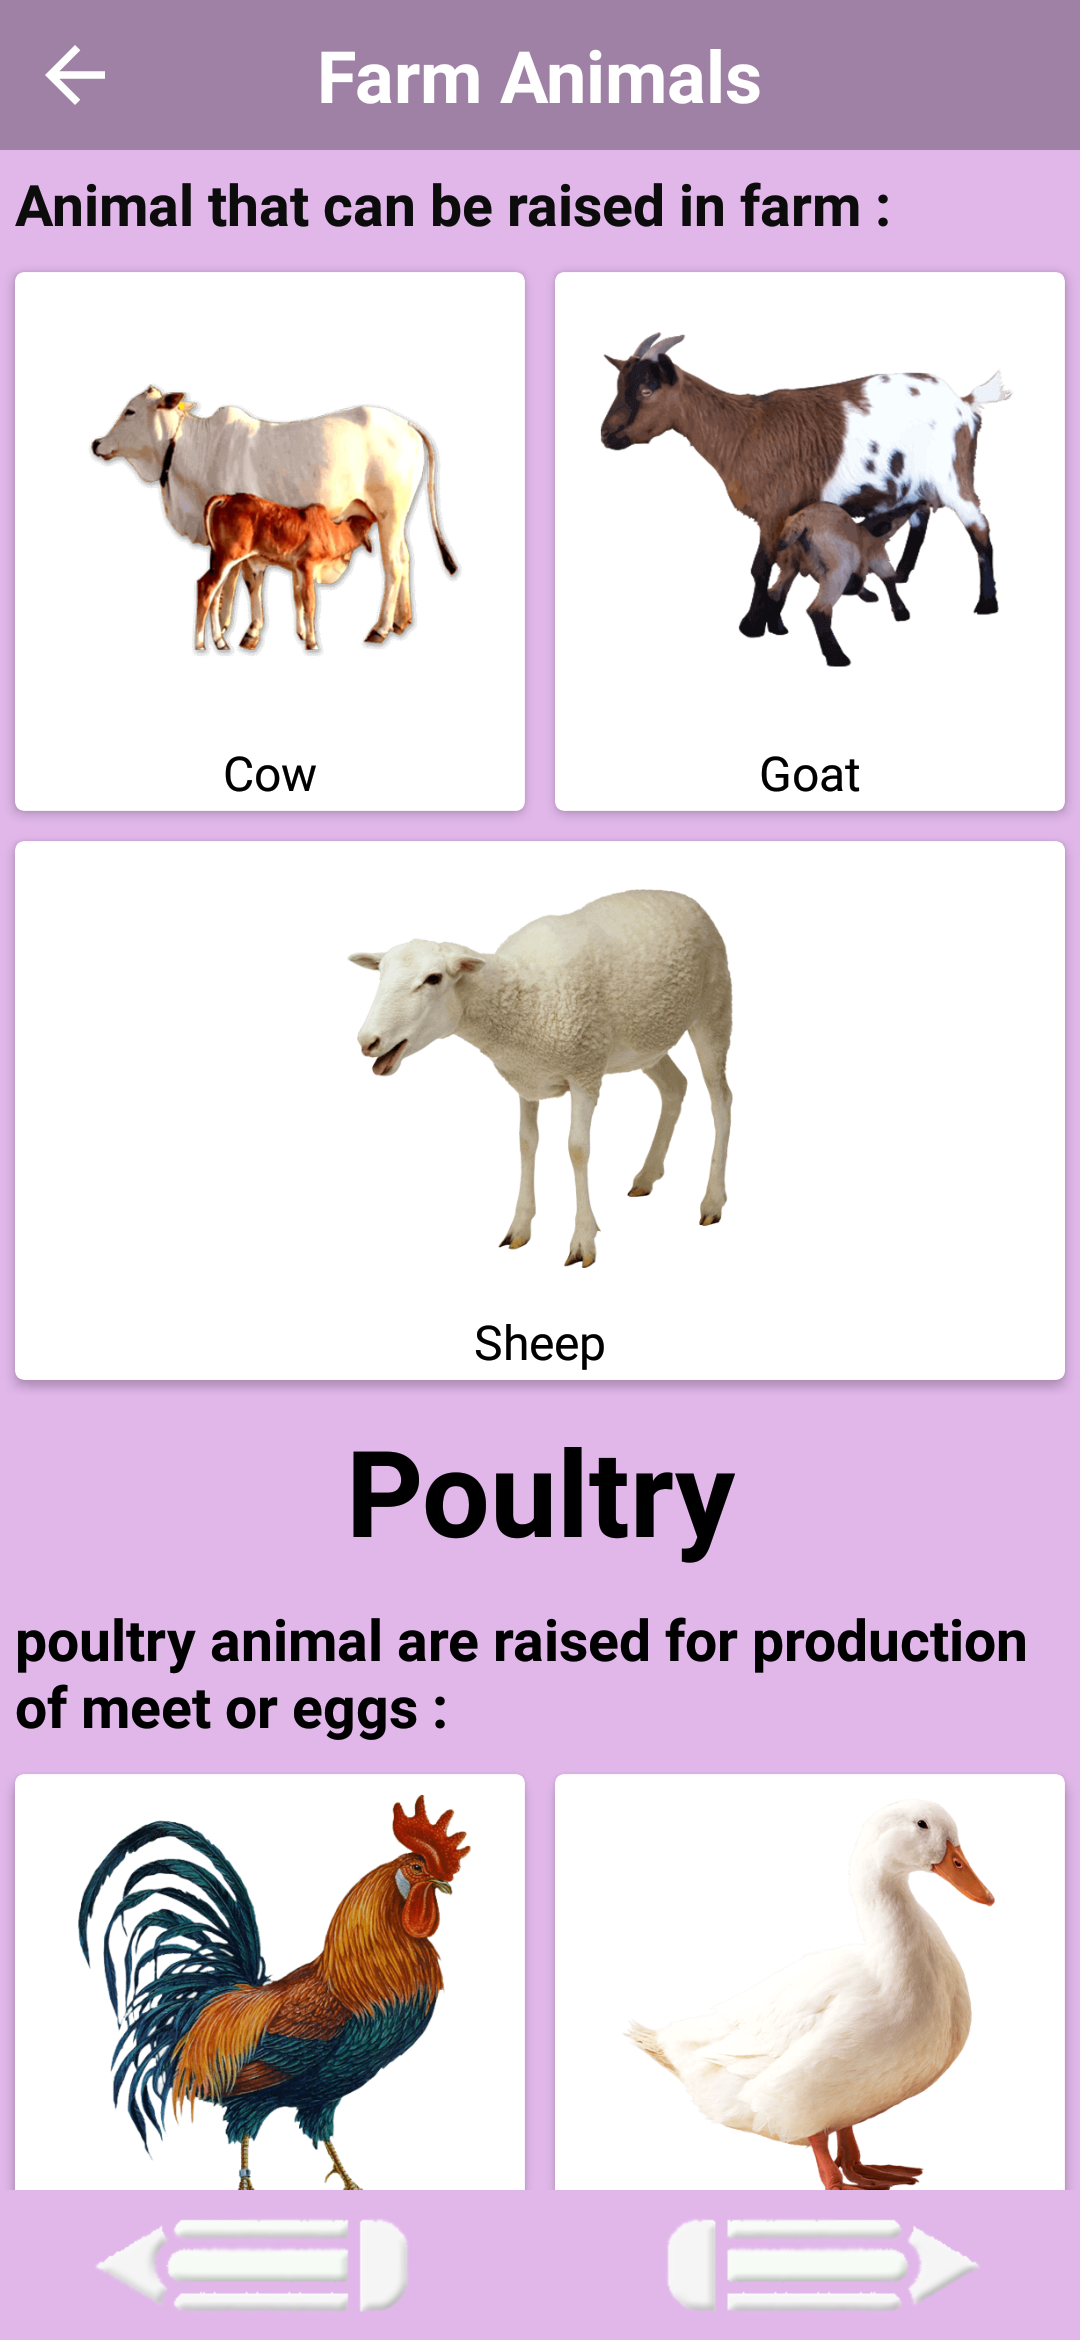 Farm Animals
Animal that can be raised in farm :
Cow
Goat
Sheep
Poultry
poultry animal are raised for production
of meet or eggs :